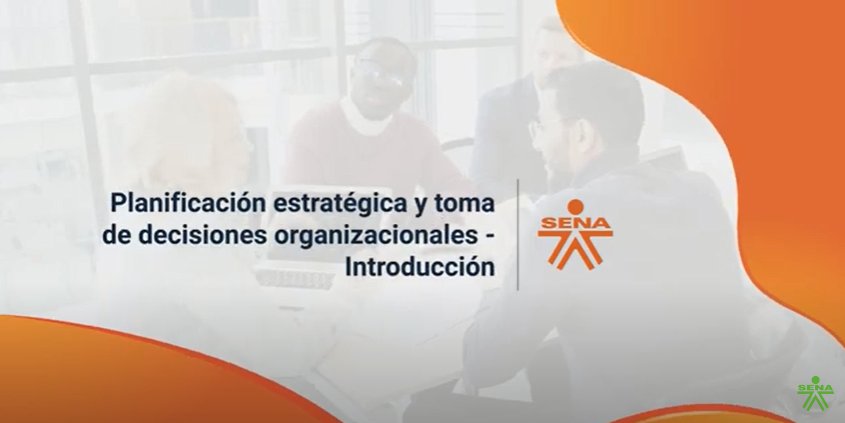 Planificación estratégica y toma
de decisiones organizacionales -
Introducción
SENA
SENA